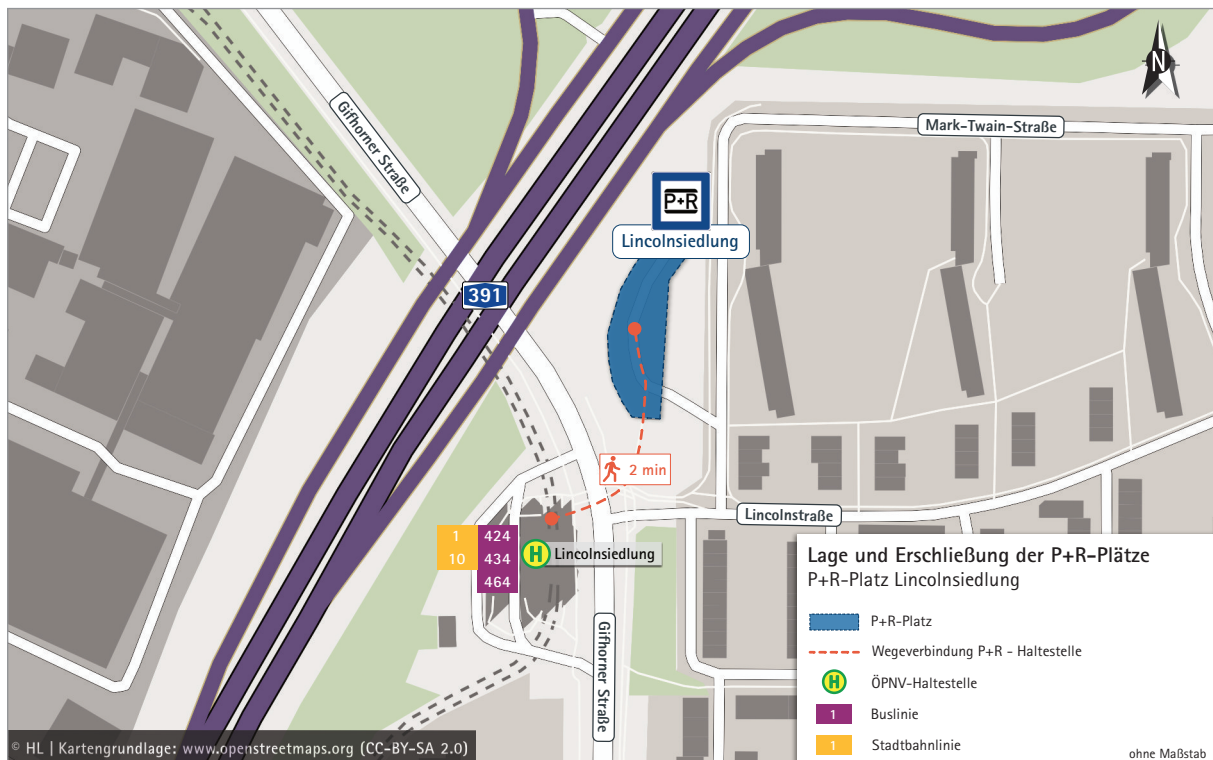 N
Mark-Twain-Straße
Gifhorner Straße
P+R
Lincolnsiedlung
391
2 min
Lincolnstraße
1 424
10 434
464
H Lincolnsiedlung
Gifhorner Straße
Lage und Erschließung der P+R-Plätze
P+R-Platz Lincolnsiedlung
P+R-Platz
Wegeverbindung P+R - Haltestelle
H ÖPNV-Haltestelle
1 Buslinie
1 Stadtbahnlinie
ohne Maßstab
© HL | Kartengrundlage: www.openstreetmaps.org (CC-BY-SA 2.0)